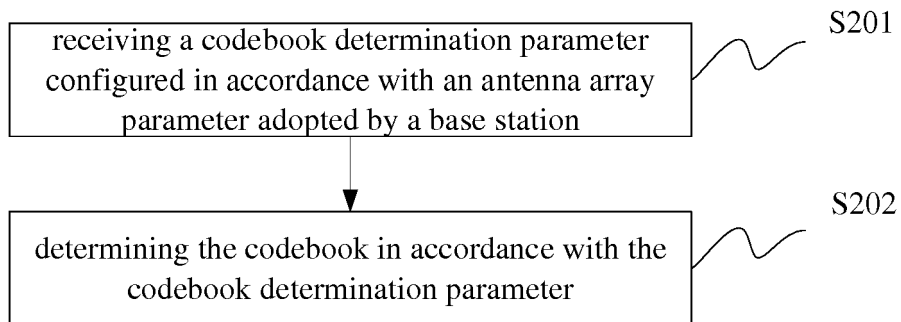 S201
receiving a codebook determination parameter
configured in accordance with an antenna array
parameter adopted by a base station
S202
determining the codebook in accordance with the
codebook determination parameter